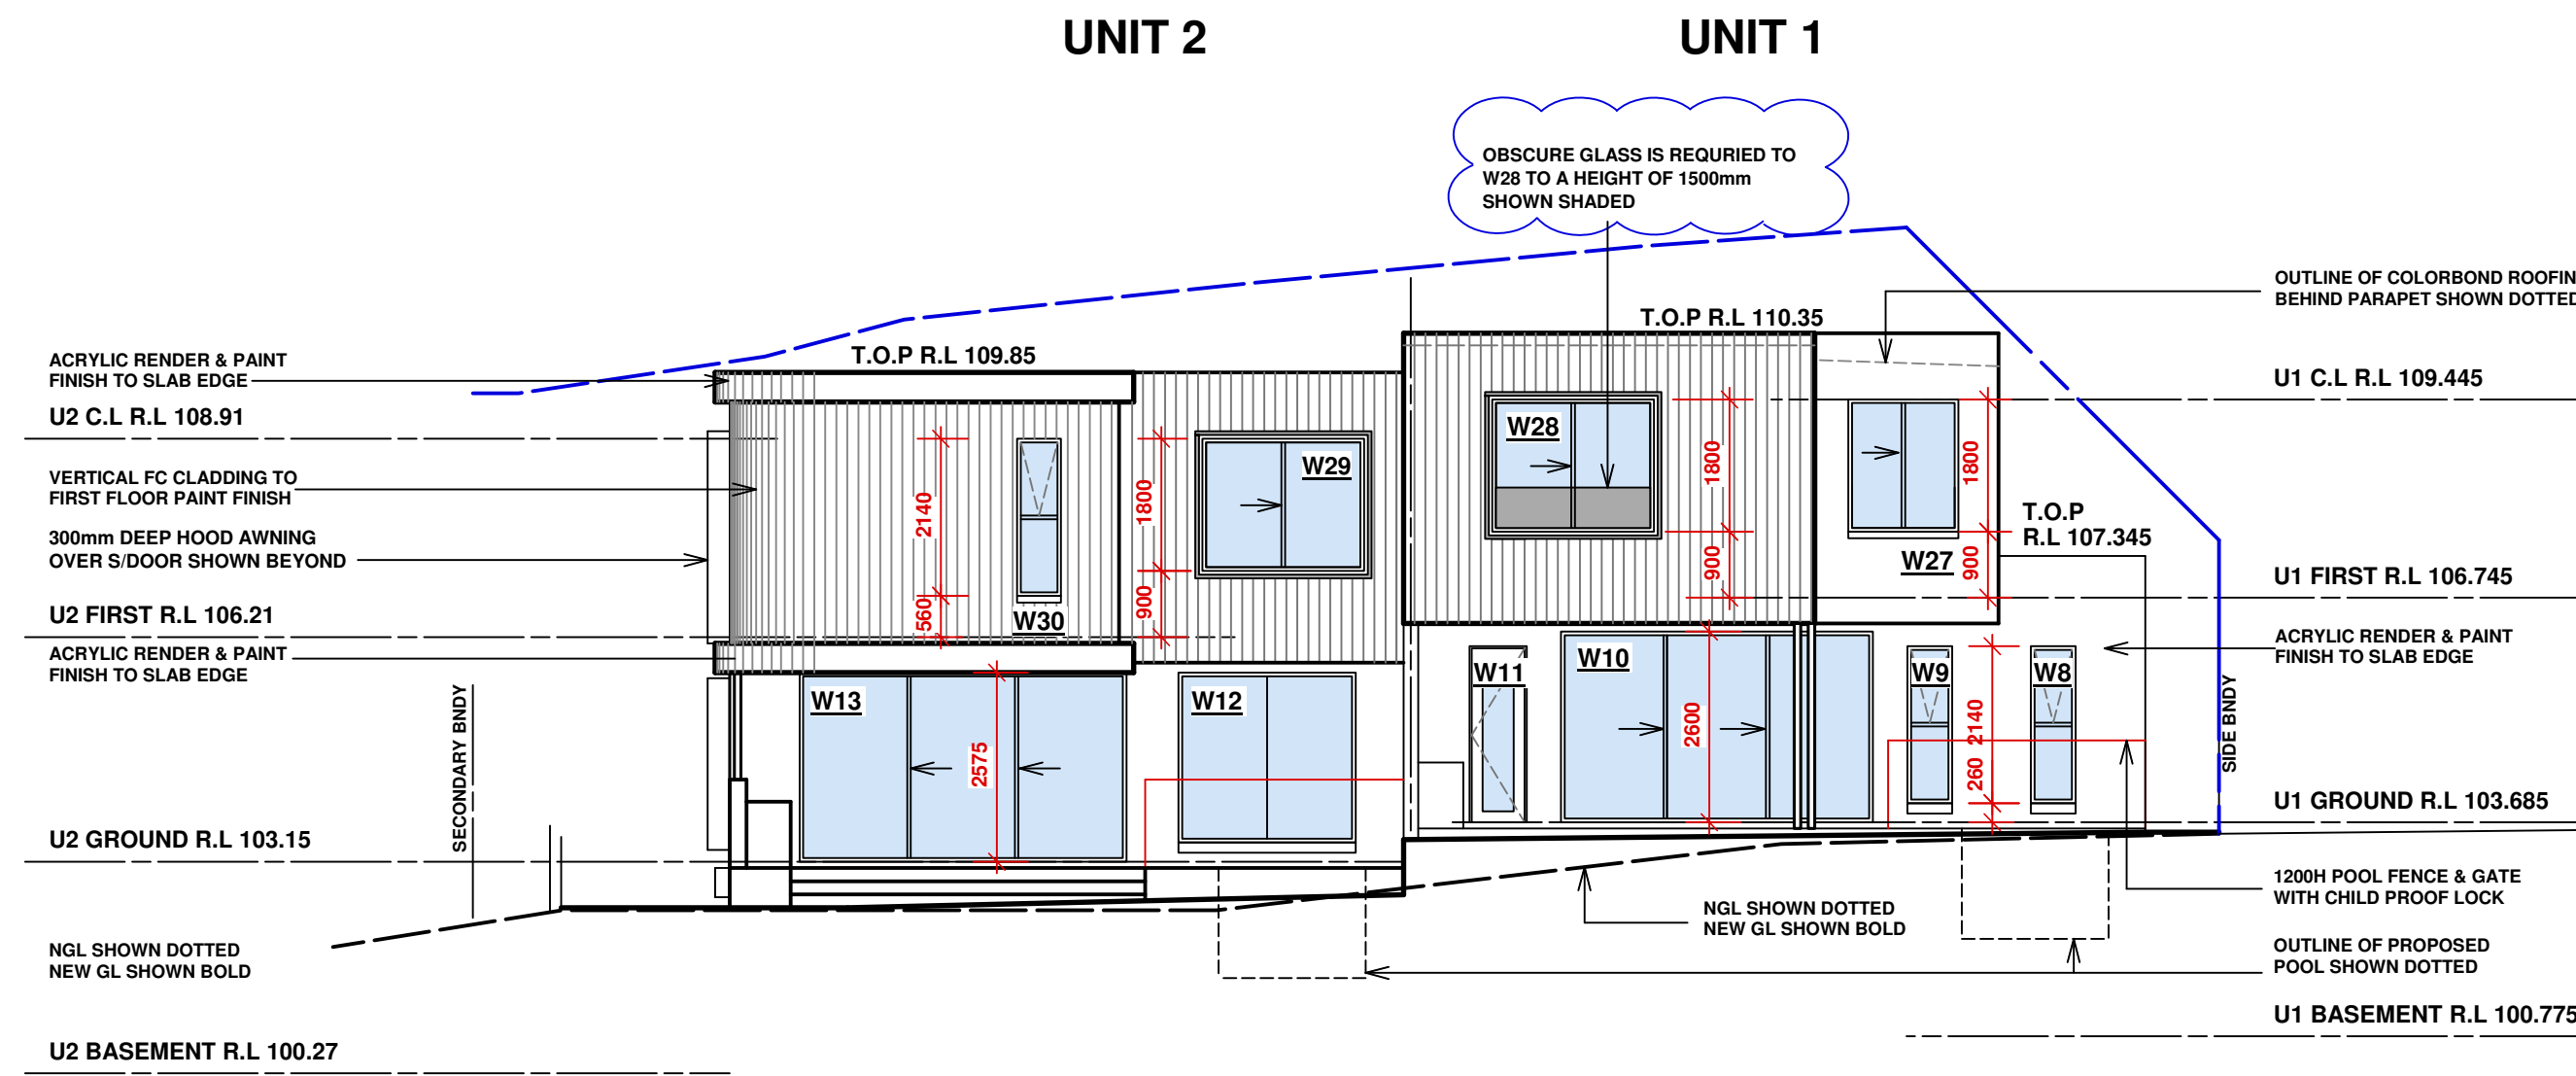 UNIT 2
UNIT 1
OBSCURE GLASS IS REQURIED TO
W28 TO A HEIGHT OF 1500mm
SHOWN SHADED
OUTLINE OF COLORBOND ROOFIN
BEHIND PARAPET SHOWN DOTTED
T.O.P R.L 110.35
T.O.P R.L 109.85
ACRYLIC RENDER & PAINT
FINISH TO SLAB EDGE
U1 C.L R.L 109.445
U2 C.L R.L 108.91
W28
W29
1800
1800
1800
2140
VERTICAL FC CLADDING TO
FIRST FLOOR PAINT FINISH
T.O.P
R.L 107.345
300mm DEEP HOOD AWNING
OVER S/DOOR SHOWN BEYOND
W27
900
900
900
560
U1 FIRST R.L 106.745
U2 FIRST R.L 106.21
W30
ACRYLIC RENDER & PAINT
FINISH TO SLAB EDGE
ACRYLIC RENDER & PAINT
FINISH TO SLAB EDGE
W13
W12
W11
W10
W9
W8
SECONDARY BNDY
SIDE BNDY
2575
2600
2140
260
U1 GROUND R.L 103.685
U2 GROUND R.L 103.15
1200H POOL FENCE & GATE
WITH CHILD PROOF LOCK
NGL SHOWN DOTTED
NEW GL SHOWN BOLD
NGL SHOWN DOTTED
NEW GL SHOWN BOLD
OUTLINE OF PROPOSED
POOL SHOWN DOTTED
U1 BASEMENT R.L 100.775
U2 BASEMENT R.L 100.27